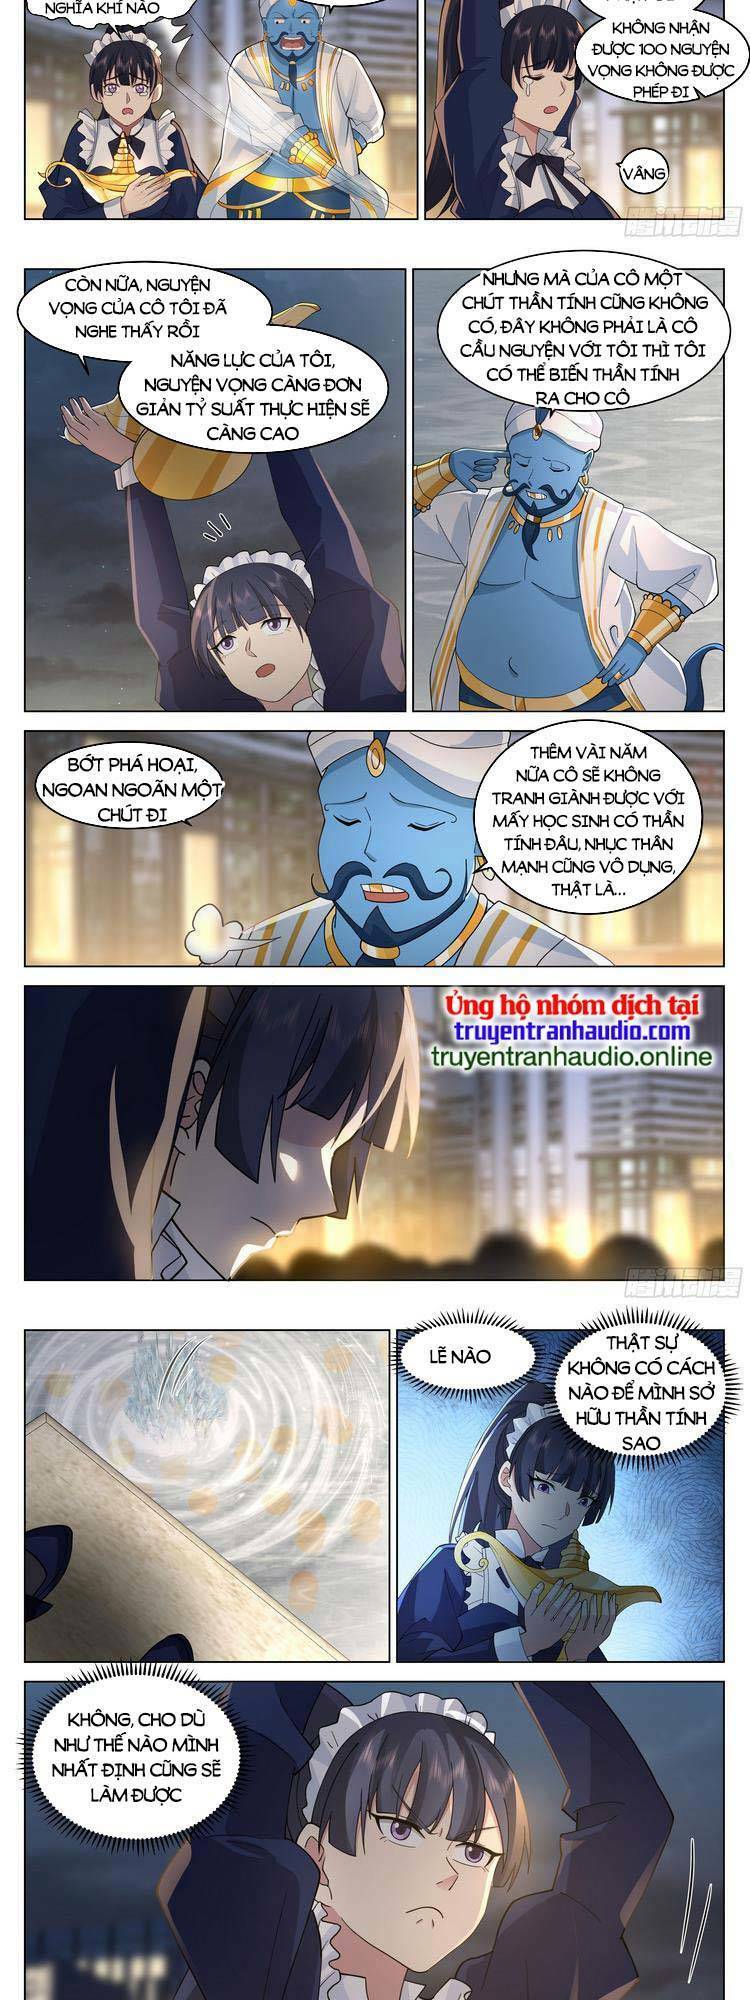 NGHĨA KHÍ NÀO
KHÔNG NHẬN
ĐƯỢC 100 NGUYỆN
VỌNG KHÔNG ĐƯỢC
PHÉP ĐI
VÂNG
CÒN NỮA, NGUYỆN
VỌNG CỦA CÔ TÔI ĐÃ
NGHE THẤY RỒI
NĂNG LỰC CỦA TÔI,
NGUYỆN VỌNG CÀNG ĐƠN
GIẢN TỶ SUẤT THỰC HIỆN SẼ
CÀNG CAO
NHƯNG MÀ CỦA CÔ MỘT
CHÚT THẦN TÍNH CŨNG KHÔNG
CÓ, ĐÂY KHÔNG PHẢI LÀ CÔ
CẦU NGUYỆN VỚI TÔI THÌ TÔI
CÓ THỂ BIẾN THẦN TÍNH
RA CHO CÔ
BỚT PHÁ HOẠI,
NGOAN NGOÃN MỘT
CHÚT ĐI
THÊM VÀI NĂM
NỮA CÔ SẼ KHÔNG
TRANH GIÀNH ĐƯỢC VỚI
MẤY HỌC SINH CÓ THẦN
TÍNH ĐÂU, NHỤC THÂN
MẠNH CŨNG VÔ DỤNG,
THẬT LÀ...
Ủng hộ nhóm dịch tại
truyentranhaudio.com
truyentranhaudio.online
LẼ NÀO
THẬT SỰ
KHÔNG CÓ CÁCH
NÀO ĐỂ MÌNH SỞ
HỮU THẦN TÍNH
SAO
KHÔNG, CHO DÙ
NHƯ THẾ NÀO MÌNH
NHẤT ĐỊNH CŨNG SẼ
LÀM ĐƯỢC